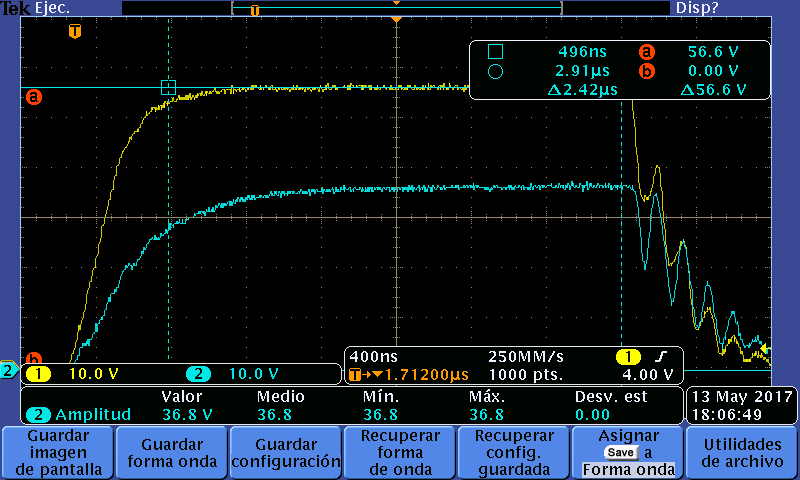 Tek Ejec. Disp?
T
T
496ns a 56.6 V
2.91µs b 0.00 V
Δ2.42µs Δ56.6 V
a
b
2
1 10.0 V 2 10.0 V
400ns 250MM/s 1
T→▼1.71200µs 1000 pts. 4.00 V
Valor Medio Mín. Máx. Desv. est
2 Amplitud 36.8 V 36.8 36.8 36.8 0.00
13 May 2017
18:06:49
Guardar
imagen
de pantalla
Guardar
forma onda
Guardar
configuración
Recuperar
forma
de onda
Recuperar
config.
guardada
Asignar
Save a
Forma onda
Utilidades
de archivo